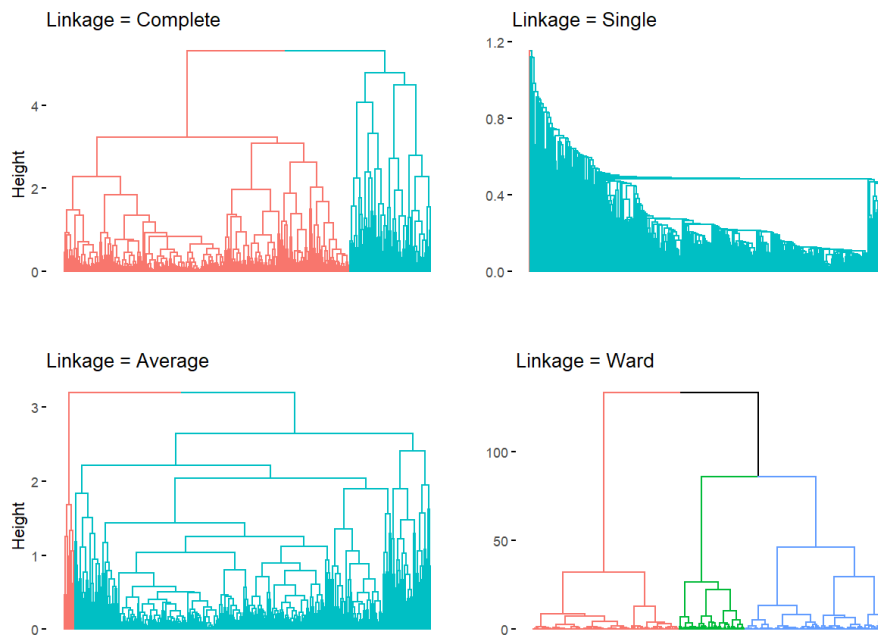 Linkage = Complete
Height
4
2
0
Linkage = Single
1.2
0.8
0.4
0.0
Linkage = Average
Height
3
2
1
0
Linkage = Ward
100
50
0